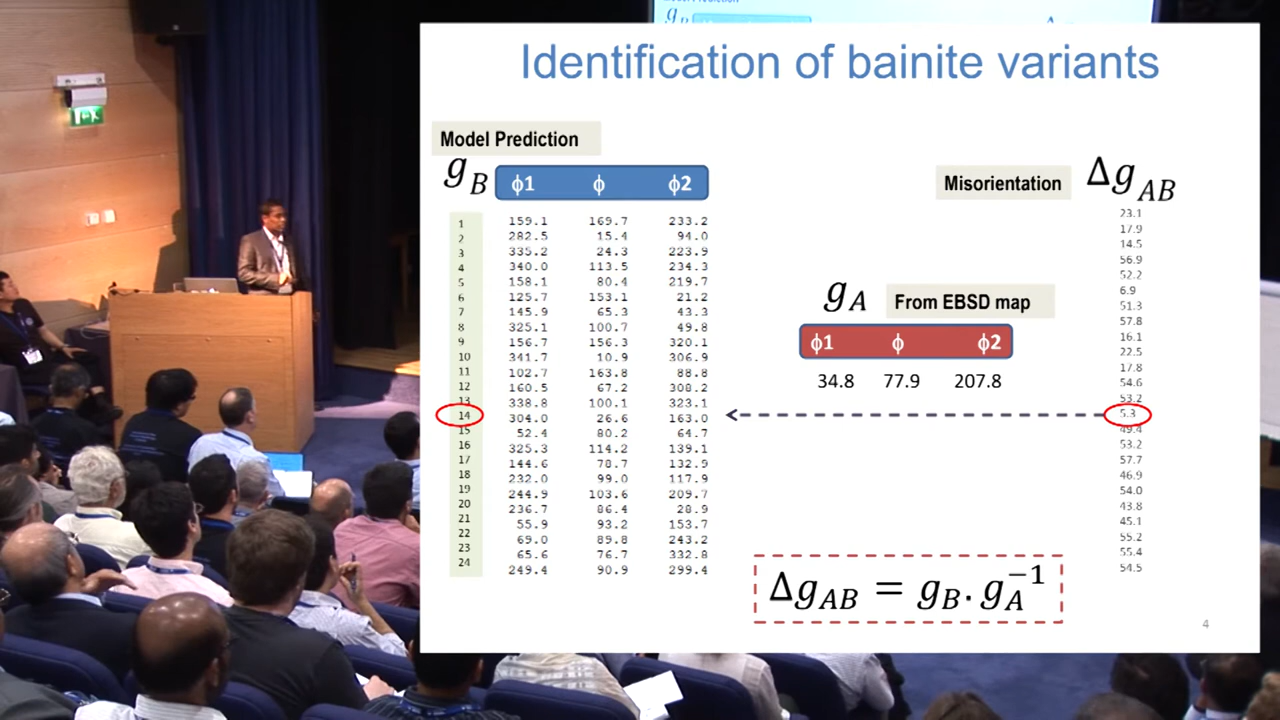 Identification of bainite variants
Model Prediction
g B ϕ1 ϕ ϕ2
Misorientation Δg AB
1 159.1 169.7 233.2 23.1
2 282.5 15.4 94.0 17.9
3 335.2 24.3 223.9 14.5
4 340.0 113.5 234.3 56.9
5 158.1 80.4 219.7 52.2
6 125.7 153.1 21.2 6.9
7 145.9 65.3 43.3 51.3
8 325.1 100.7 49.8 57.8
9 156.7 156.3 320.1 16.1
10 341.7 10.9 306.9 22.5
11 102.7 163.8 88.8 17.8
12 160.5 67.2 308.2 54.6
13 338.8 100.1 323.1 53.2
14 304.0 26.6 163.0 5.3
15 52.4 80.2 64.7 49.4
16 325.3 114.2 139.1 53.2
17 144.6 78.7 132.9 57.7
18 232.0 99.0 117.9 46.9
19 244.9 103.6 209.7 54.0
20 236.7 86.4 28.9 43.8
21 55.9 93.2 153.7 45.1
22 69.0 89.8 243.2 55.2
23 65.6 76.7 332.8 55.4
24 249.4 90.9 299.4 54.5
g A From EBSD map
ϕ1 ϕ ϕ2
34.8 77.9 207.8
Δg AB = g B . g A −1
4